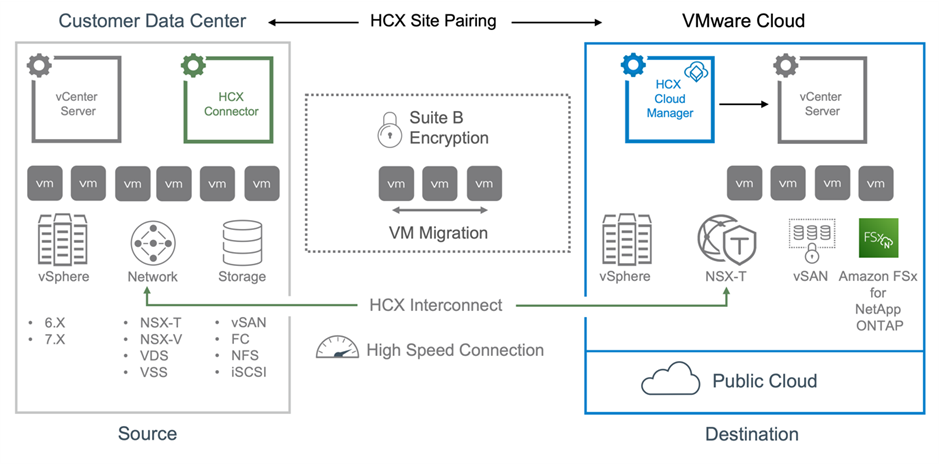 Customer Data Center
HCX Site Pairing
VMware Cloud
vCenter
Server
HCX
Connector
HCX
Cloud
Manager
vCenter
Server
Suite B
Encryption
vm vm vm vm vm vm
vm vm vm
vm vm vm vm
VM Migration
vSphere
Network
Storage
vSphere
NSX-T
vSAN
FSx
N
Amazon FSx
for
NetApp
ONTAP
T
HCX Interconnect
• 6.X
• 7.X
• NSX-T
• NSX-V
• VDS
• VSS
• vSAN
• FC
• NFS
• iSCSI
High Speed Connection
Public Cloud
Source
Destination